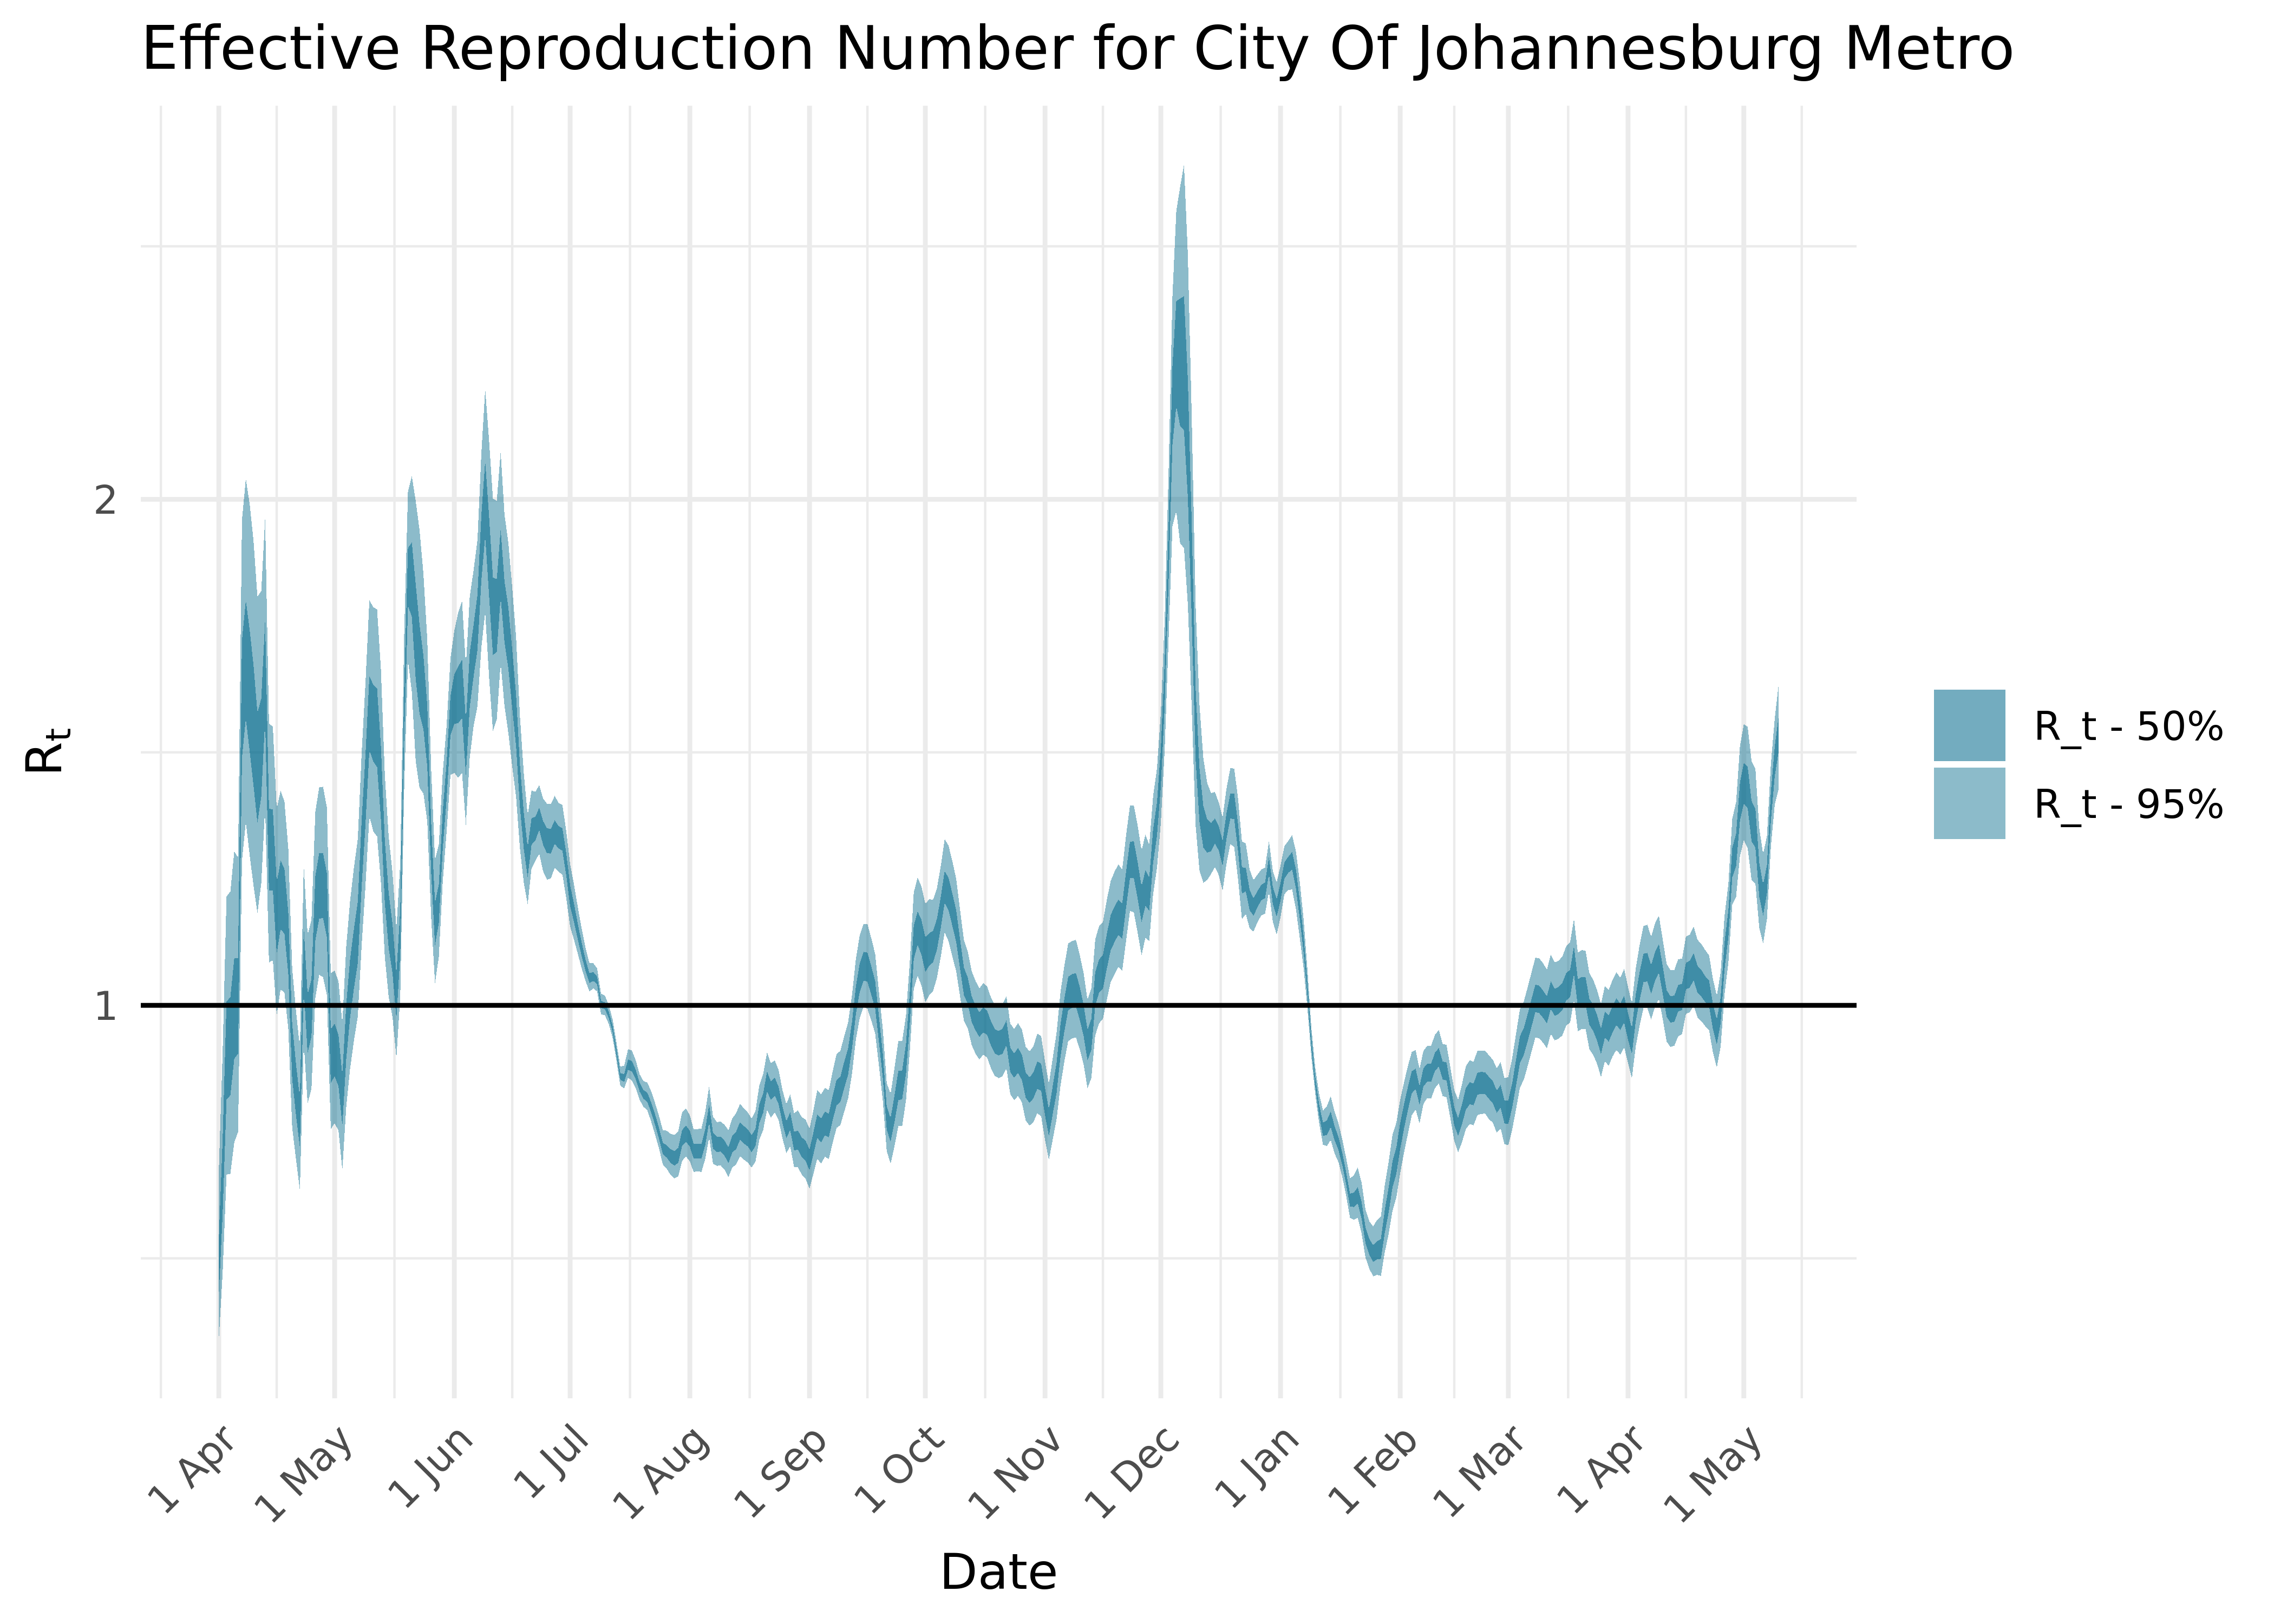 Effective Reproduction Number for City Of Johannesburg Metro
Rt
2
1
R_t - 50%
R_t - 95%
1 Apr
1 May
1 Jun
1 Jul
1 Aug
1 Sep
1 Oct
1 Nov
1 Dec
1 Jan
1 Feb
1 Mar
1 Apr
1 May
Date